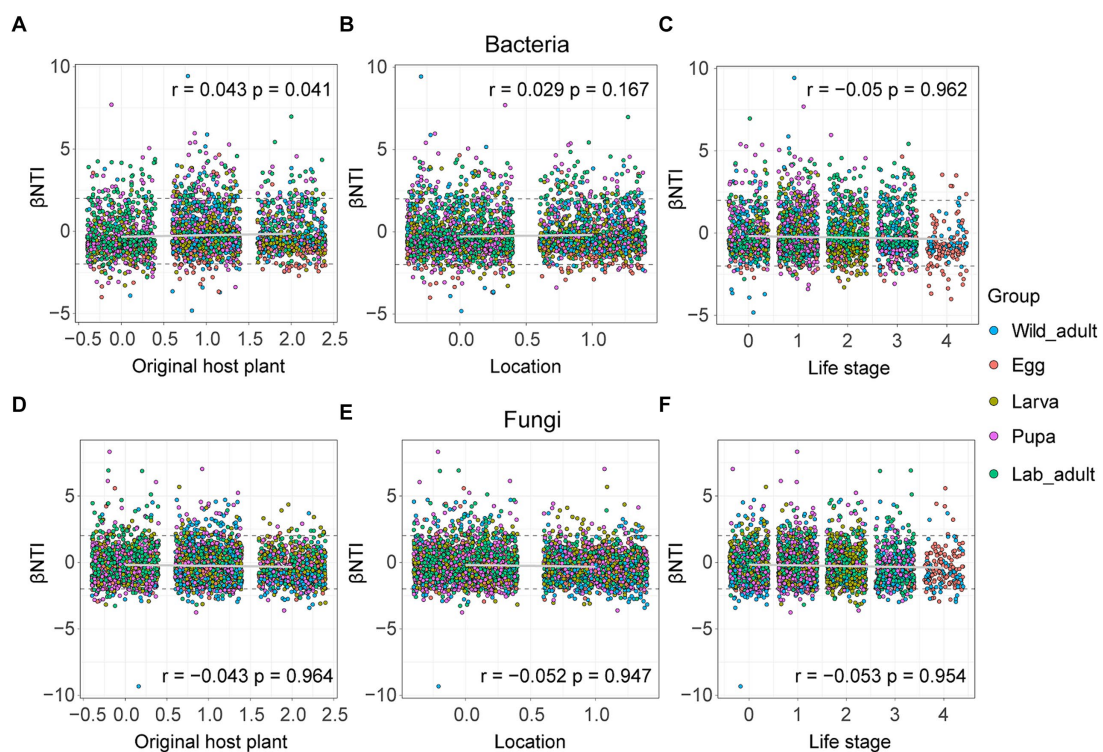 A
B
C
Bacteria
r = 0.043 p = 0.041
r = 0.029 p = 0.167
r = −0.05 p = 0.962
10
5
0
−5
βNTI
−0.5 0.0 0.5 1.0 1.5 2.0 2.5
Original host plant
10
5
0
−5
βNTI
0.0 1.0
Location
10
5
0
−5
βNTI
0 1 2 3 4
Life stage
Group
Wild_adult
Egg
Larva
Pupa
Lab_adult
D
E
F
Fungi
5
0
−5
−10
βNTI
r = −0.043 p = 0.964
−0.5 0.0 0.5 1.0 1.5 2.0 2.5
Original host plant
5
0
−5
−10
βNTI
r = −0.052 p = 0.947
0.0 1.0
Location
5
0
−5
−10
βNTI
r = −0.053 p = 0.954
0 1 2 3 4
Life stage